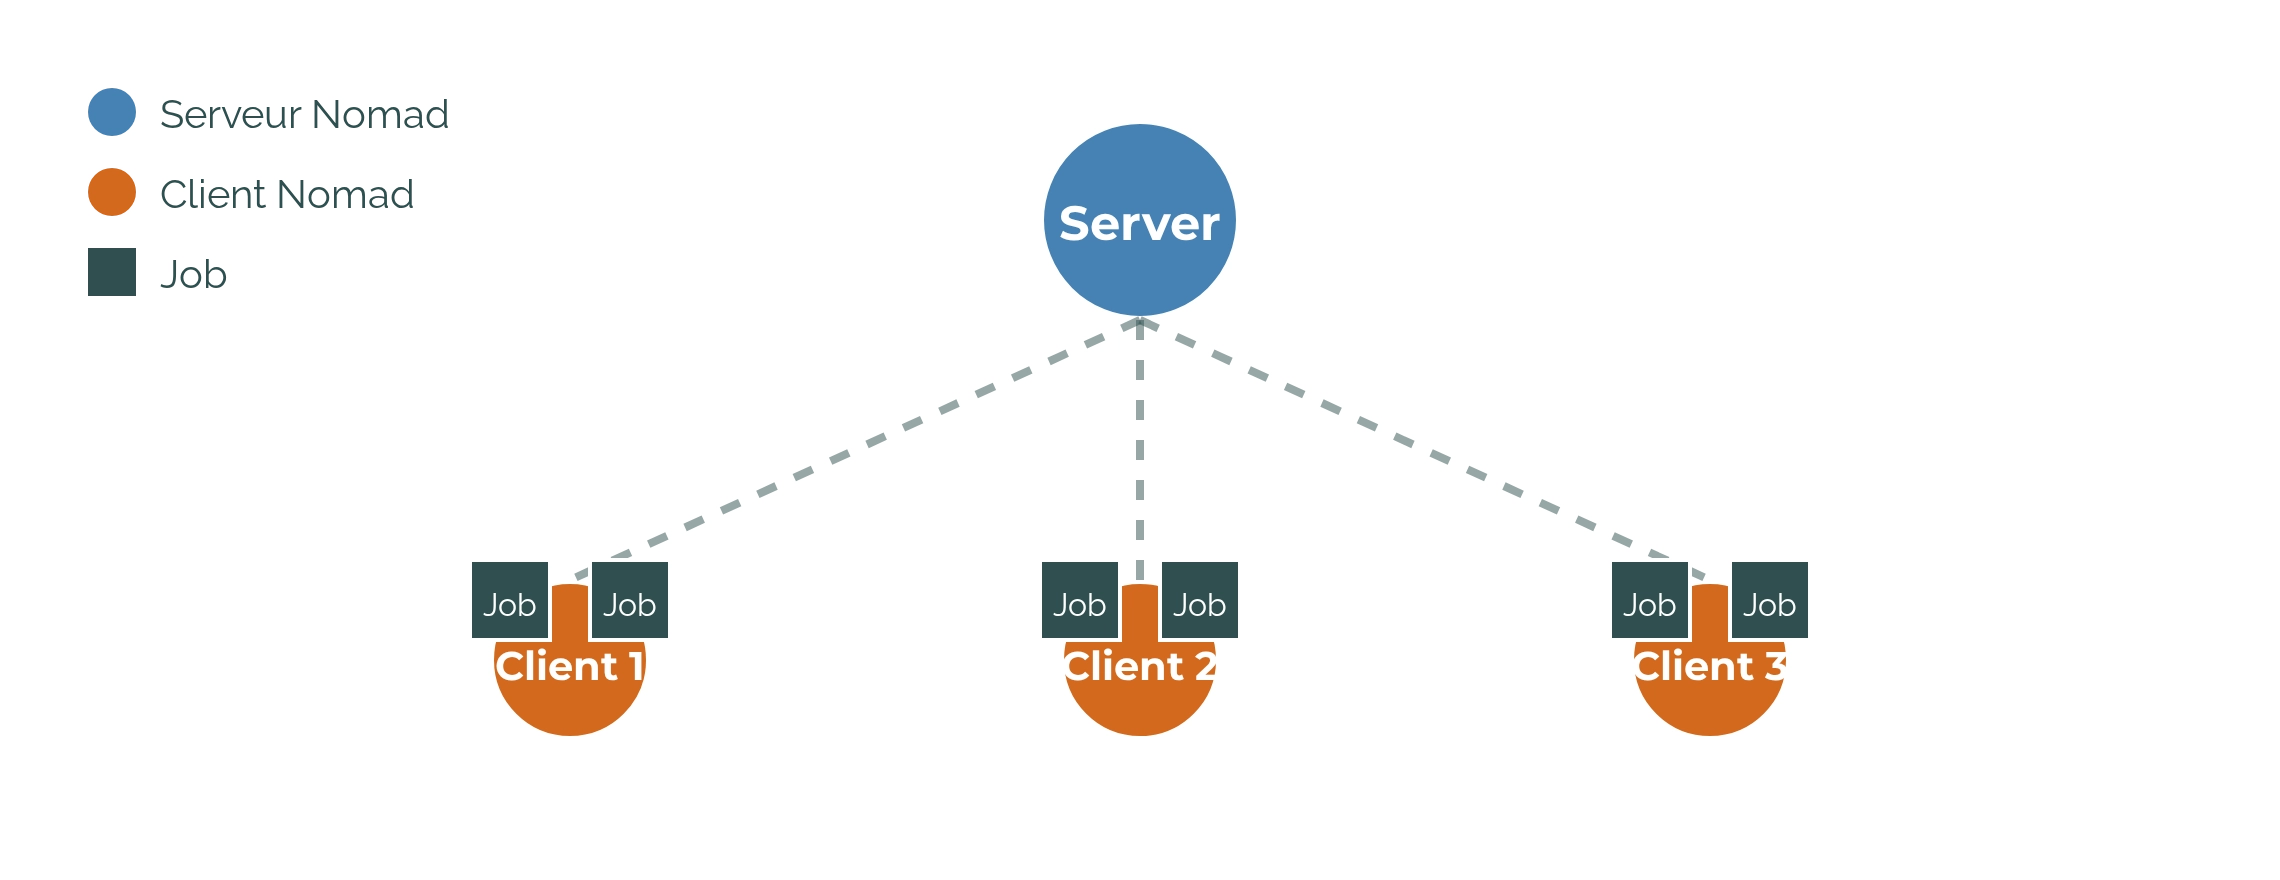 Serveur Nomad
Client Nomad
Job
Server
Job Job Job Job Job Job
Client 1 Client 2 Client 3